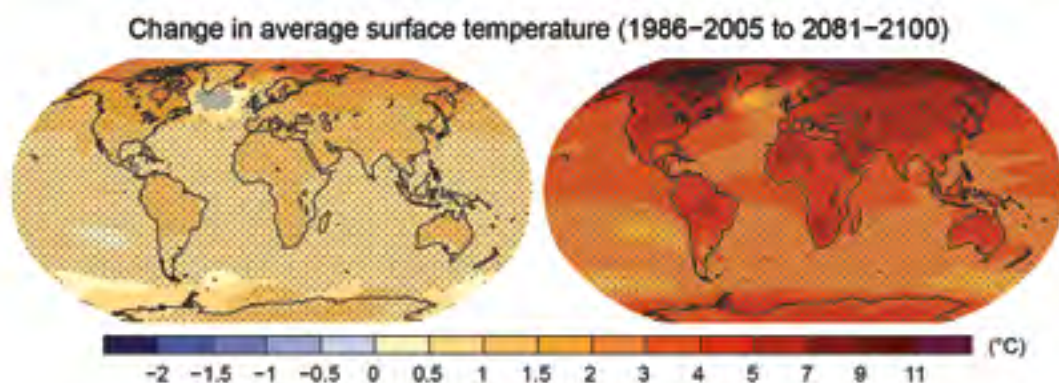 Change in average surface temperature (1986−2005 to 2081−2100)
(°C)
−2 −1.5 −1 −0.5 0 0.5 1 1.5 2 3 4 5 7 9 11